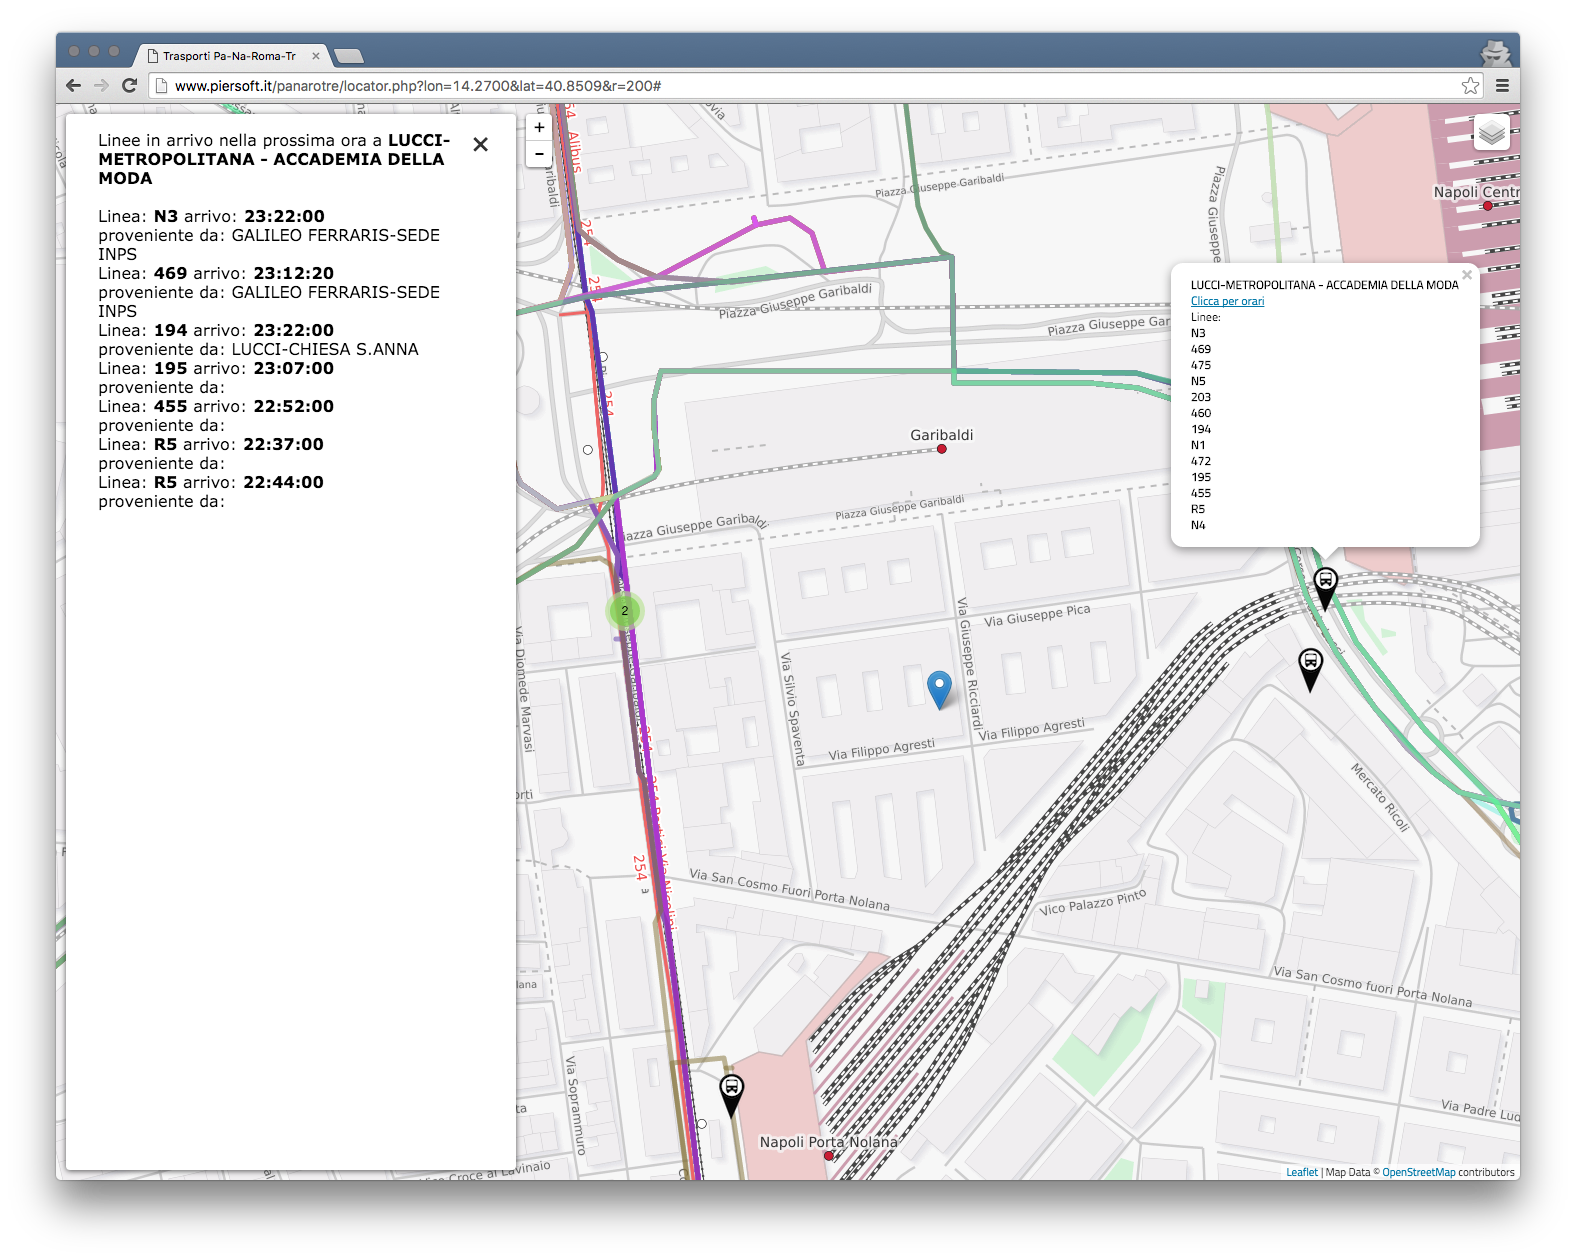 Trasporti Pa-Na-Roma-Tr
www.piersoft.it/panarotre/locator.php?lon=14.2700&lat=40.8509&r=200#
Linee in arrivo nella prossima ora a LUCCI-
METROPOLITANA - ACCADEMIA DELLA
MODA
Linea: N3 arrivo: 23:22:00
proveniente da: GALILEO FERRARIS-SEDE
INPS
Linea: 469 arrivo: 23:12:20
proveniente da: GALILEO FERRARIS-SEDE
INPS
Linea: 194 arrivo: 23:22:00
proveniente da: LUCCI-CHIESA S.ANNA
Linea: 195 arrivo: 23:07:00
proveniente da:
Linea: 455 arrivo: 22:52:00
proveniente da:
Linea: R5 arrivo: 22:37:00
proveniente da:
Linea: R5 arrivo: 22:44:00
proveniente da:
+
-
254 Alibus
Piazza Giuseppe Garibaldi
Piazza Giuseppe
Napoli Centr
254
Piazza Giuseppe Garibaldi
Piazza Giuseppe Gar
LUCCI-METROPOLITANA - ACCADEMIA DELLA MODA
Clicca per orari
Linee:
N3
469
475
N5
203
460
194
N1
472
195
455
R5
N4
254
Garibaldi
Piazza Giuseppe Garibaldi
Piazza Giuseppe Garibaldi
2
Via Giuseppe Pica
Via Giuseppe Ricciardi
Via Diomede Marvasi
Via Silvio Spaventa
Via Filippo Agresti
Via Filippo Agresti
Mercato Ricoli
254
Via San Cosmo Fuori Porta Nolana
Vico Palazzo Pinto
Via San Cosmo fuori Porta Nolana
Via Soprammuro
Via Padre Lud
Napoli Porta Nolana
Vico Croce al Lavinaio
Leaflet | Map Data © OpenStreetMap contributors